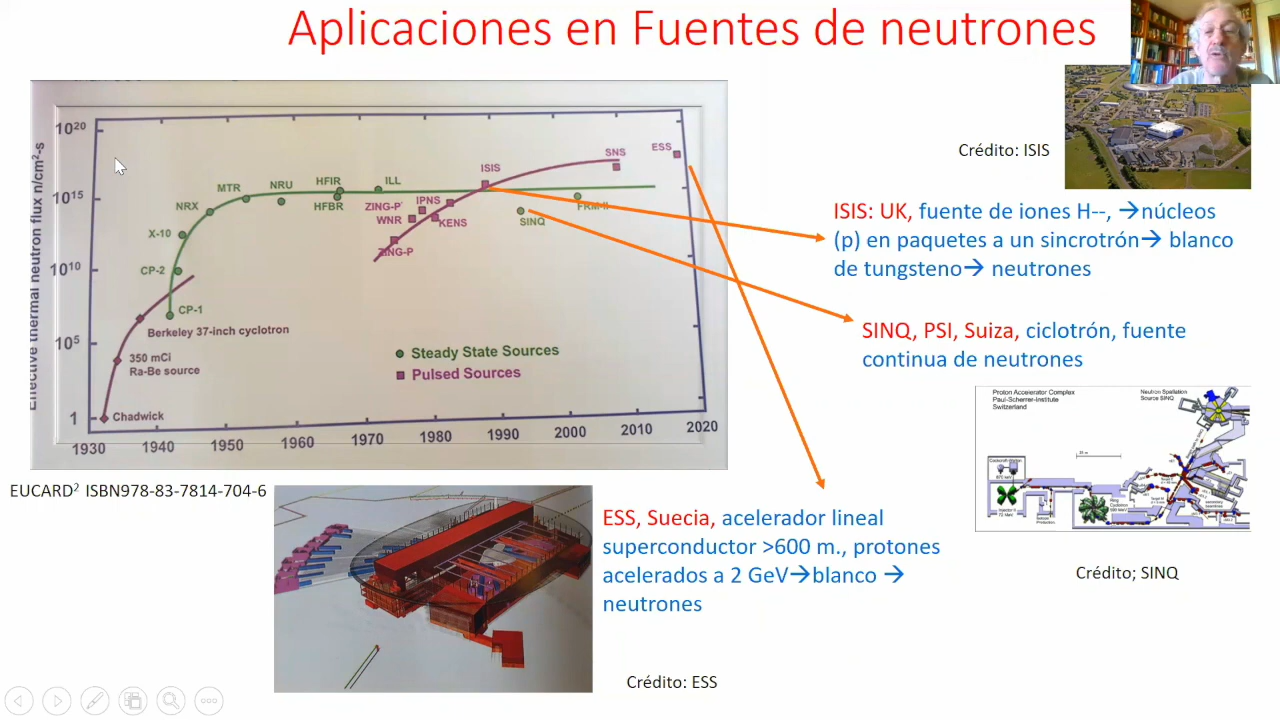 Aplicaciones en Fuentes de neutrones
Effective thermal neutron flux n/cm²-s
10²⁰
10¹⁵
10¹⁰
10⁵
1
1930
1940
1950
1960
1970
1980
1990
2000
2010
2020
Chadwick
350 mCi
Ra-Be source
Berkeley 37-inch cyclotron
CP-1
CP-2
X-10
NRX
MTR
NRU
HFIR
HFBR
ILL
ZING-P'
WNR
IPNS
KENS
ZING-P
ISIS
SINQ
FRM-II
SNS
ESS
Steady State Sources
Pulsed Sources
EUCARD² ISBN978-83-7814-704-6
Crédito: ISIS
ISIS: UK, fuente de iones H--, →núcleos
(p) en paquetes a un sincrotrón→ blanco
de tungsteno→ neutrones
SINQ, PSI, Suiza, ciclotrón, fuente
continua de neutrones
Proton Accelerator Complex
Paul-Scherrer-Institute
Switzerland
Neutron Spallation
Source SINQ
Crédito; SINQ
ESS, Suecia, acelerador lineal
superconductor >600 m., protones
acelerados a 2 GeV→blanco →
neutrones
Crédito: ESS